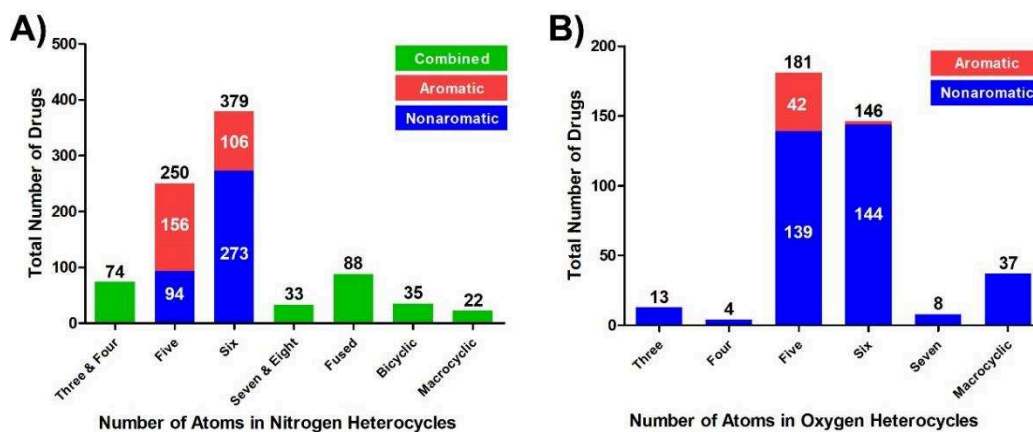 A)
Total Number of Drugs
500
400
300
200
100
0
Combined
Aromatic
Nonaromatic
74
250
156
94
379
106
273
33
88
35
22
Three & Four
Five
Six
Seven & Eight
Fused
Bicyclic
Macrocyclic
Number of Atoms in Nitrogen Heterocycles
B)
Total Number of Drugs
200
150
100
50
0
Aromatic
Nonaromatic
13
4
181
42
139
146
144
8
37
Three
Four
Five
Six
Seven
Macrocyclic
Number of Atoms in Oxygen Heterocycles